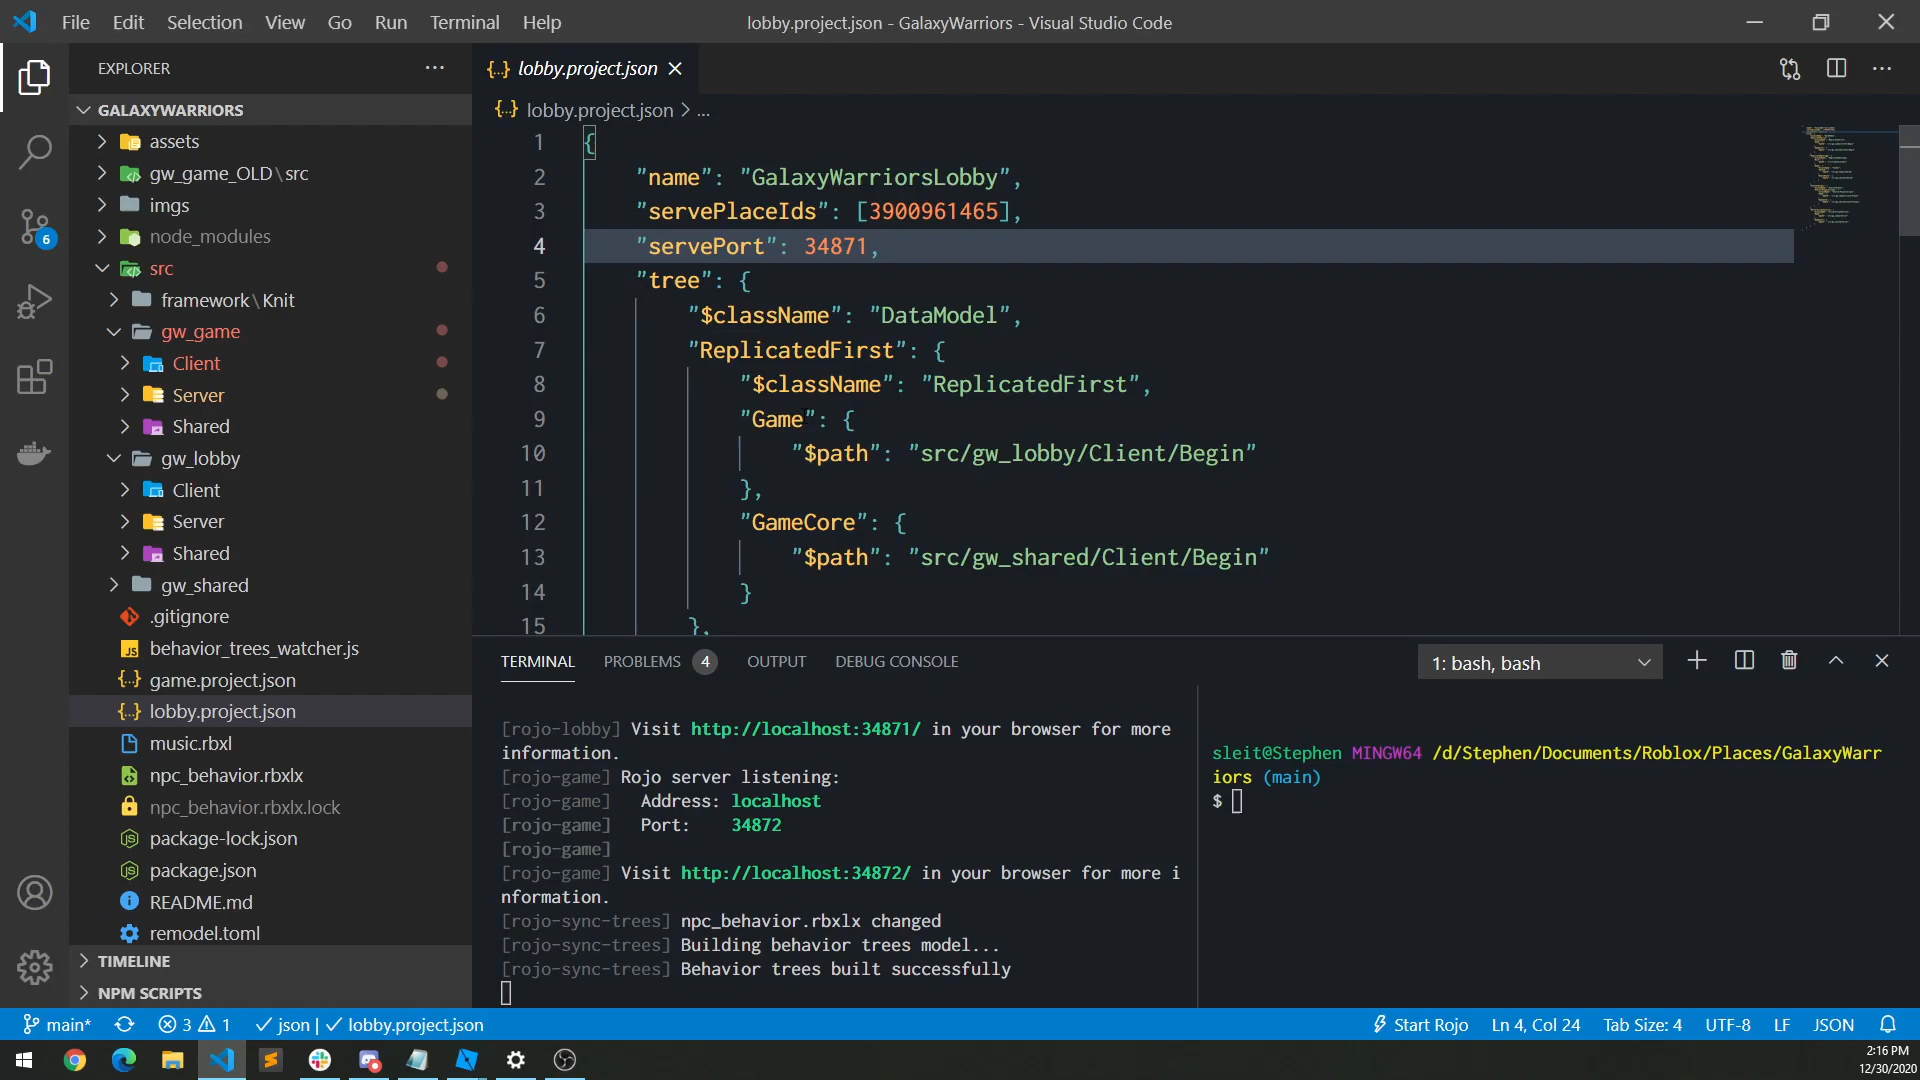 File Edit Selection View Go Run Terminal Help
lobby.project.json - GalaxyWarriors - Visual Studio Code
EXPLORER
GALAXYWARRIORS
assets
gw_game_OLD\src
imgs
node_modules
src
framework\Knit
gw_game
Client
Server
Shared
gw_lobby
Client
Server
Shared
gw_shared
.gitignore
behavior_trees_watcher.js
game.project.json
lobby.project.json
music.rbxl
npc_behavior.rbxlx
npc_behavior.rbxlx.lock
package-lock.json
package.json
README.md
remodel.toml
TIMELINE
NPM SCRIPTS
6
{..} lobby.project.json
{..} lobby.project.json > ...
1 {
2 "name": "GalaxyWarriorsLobby",
3 "servePlaceIds": [3900961465],
4 "servePort": 34871,
5 "tree": {
6 "$className": "DataModel",
7 "ReplicatedFirst": {
8 "$className": "ReplicatedFirst",
9 "Game": {
10 "$path": "src/gw_lobby/Client/Begin"
11 },
12 "GameCore": {
13 "$path": "src/gw_shared/Client/Begin"
14 }
15 },
TERMINAL PROBLEMS 4 OUTPUT DEBUG CONSOLE
1: bash, bash
[rojo-lobby] Visit http://localhost:34871/ in your browser for more
information.
[rojo-game] Rojo server listening:
[rojo-game] Address: localhost
[rojo-game] Port: 34872
[rojo-game]
[rojo-game] Visit http://localhost:34872/ in your browser for more i
nformation.
[rojo-sync-trees] npc_behavior.rbxlx changed
[rojo-sync-trees] Building behavior trees model...
[rojo-sync-trees] Behavior trees built successfully
sleit@Stephen MINGW64 /d/Stephen/Documents/Roblox/Places/GalaxyWarr
iors (main)
$
main* 3 1 json | lobby.project.json
Start Rojo Ln 4, Col 24 Tab Size: 4 UTF-8 LF JSON
2:16 PM
12/30/2020